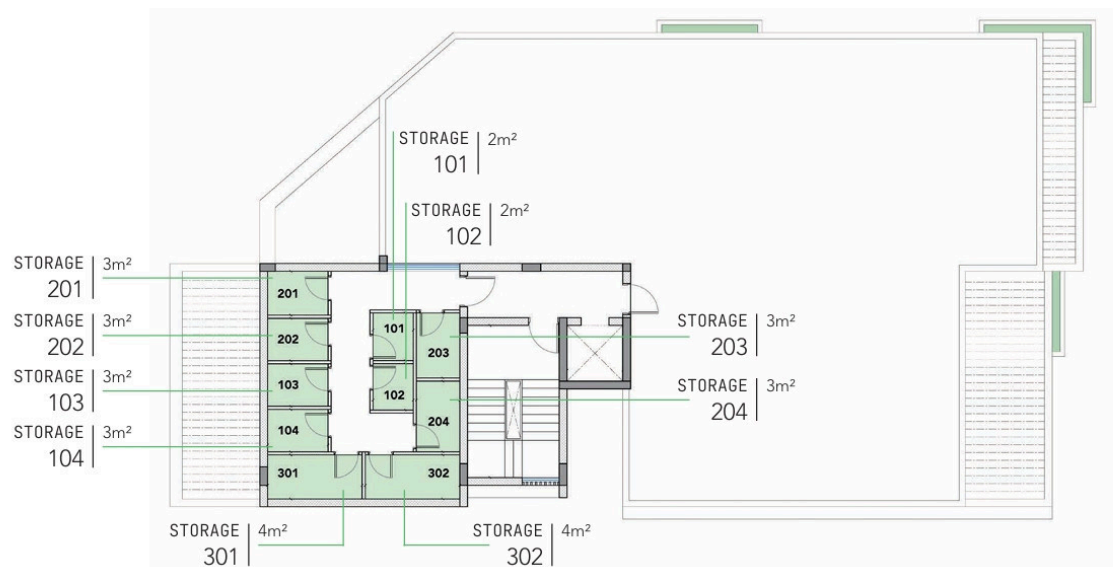 STORAGE 2m²
101
STORAGE 2m²
102
STORAGE 3m²
201
STORAGE 3m²
202
STORAGE 3m²
103
STORAGE 3m²
104
STORAGE 3m²
203
STORAGE 3m²
204
201
202
103
104
301
101
102
203
204
302
STORAGE 4m²
301
STORAGE 4m²
302